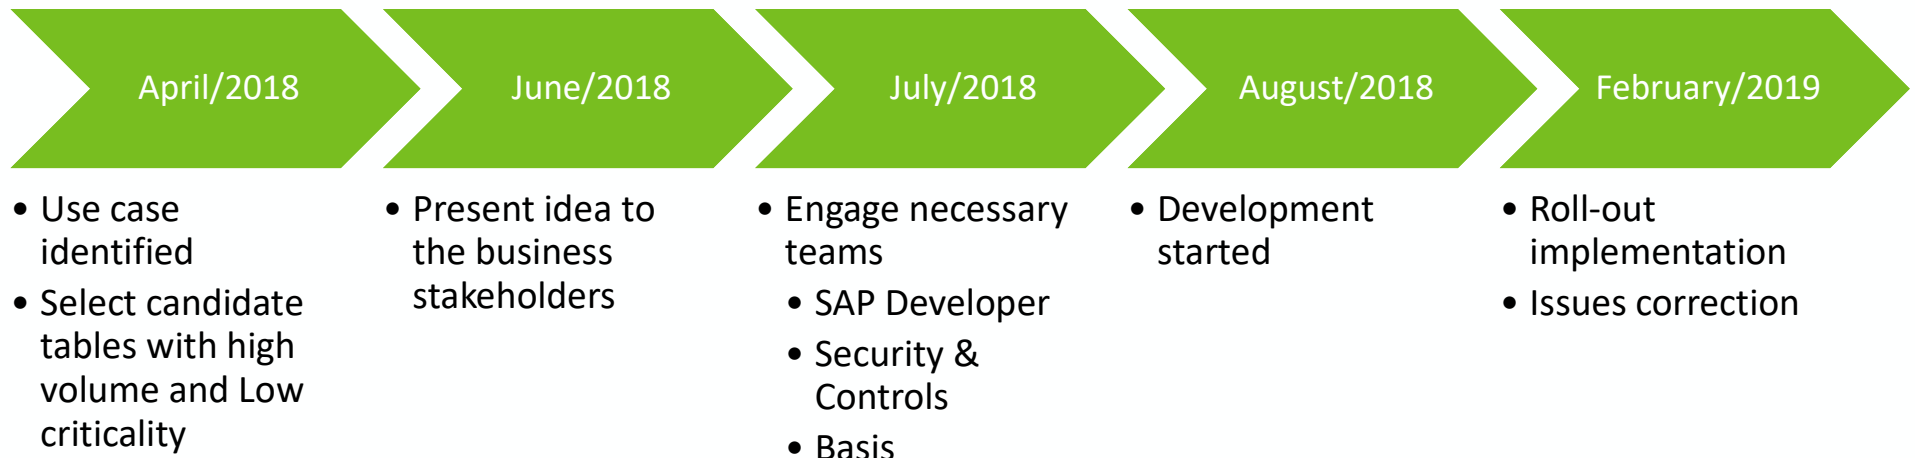 April/2018
June/2018
July/2018
August/2018
February/2019
• Use case
identified
• Select candidate
tables with high
volume and Low
criticality
• Present idea to
the business
stakeholders
• Engage necessary
teams
• SAP Developer
• Security &
Controls
• Basis
• Development
started
• Roll-out
implementation
• Issues correction